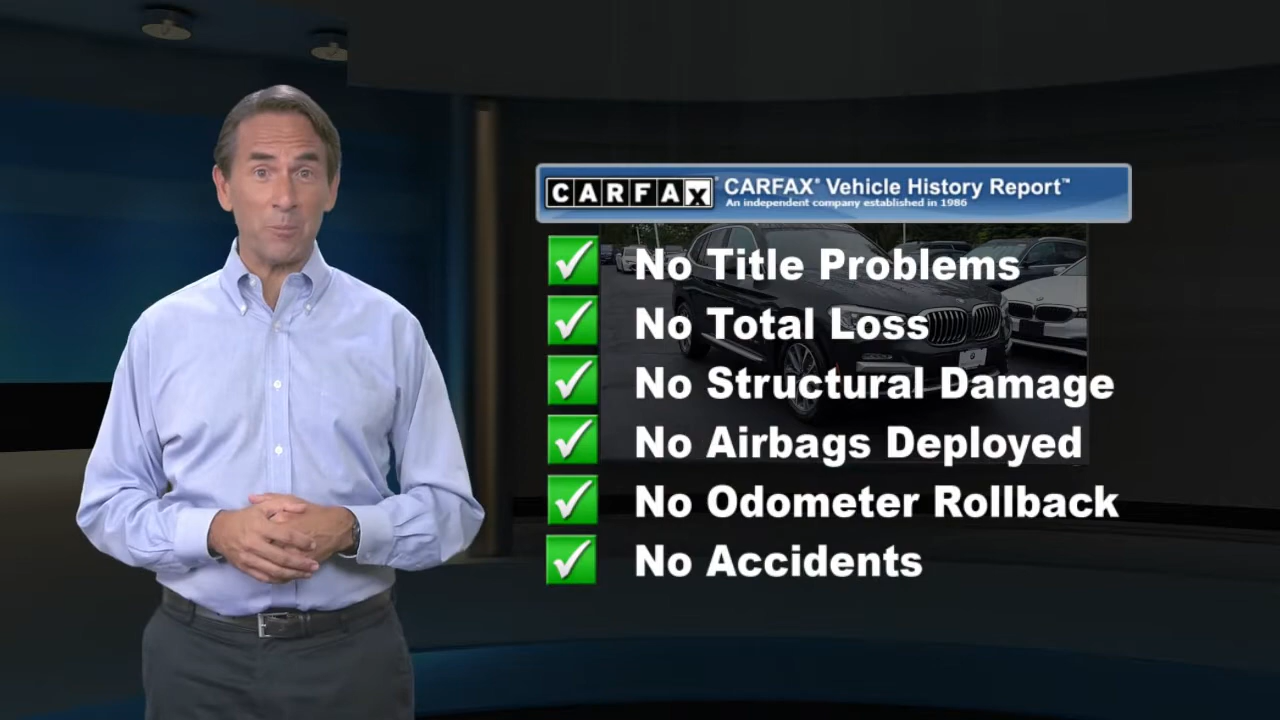 CARFAX® CARFAX® Vehicle History Report™
An independent company established in 1986
No Title Problems
No Total Loss
No Structural Damage
No Airbags Deployed
No Odometer Rollback
No Accidents